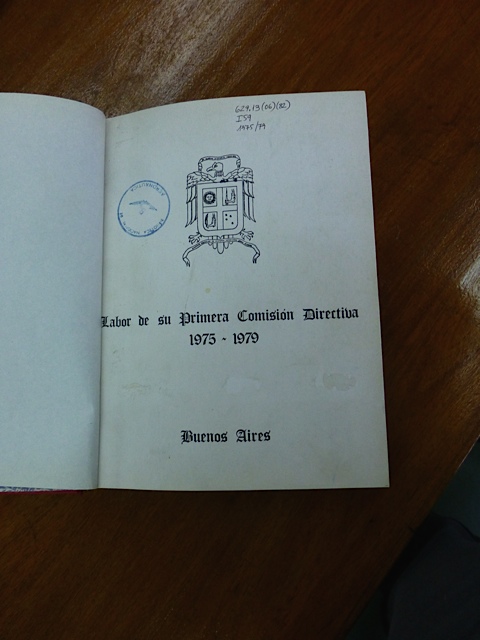 629.13(06)(82)
I59
1975/79
Labor de su Primera Comisión Directiva
1975 - 1979
Buenos Aires